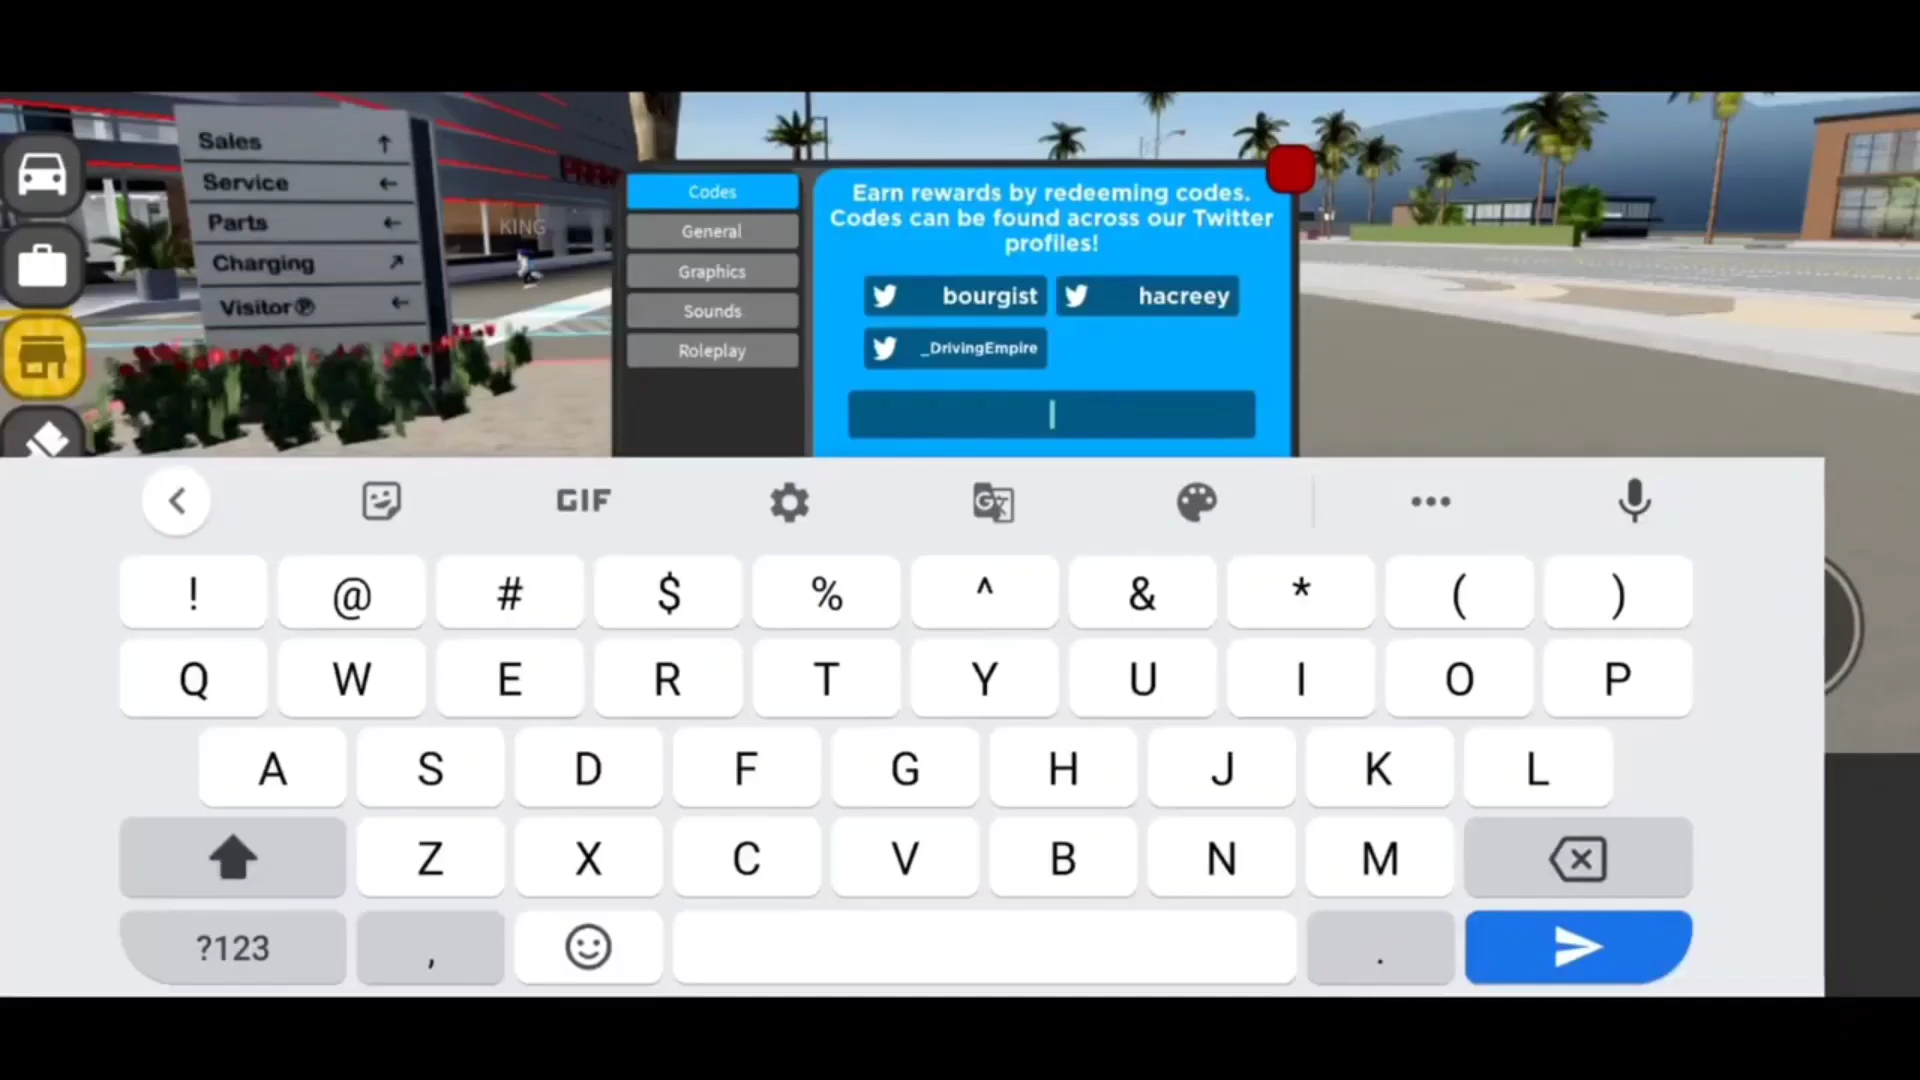 Sales
Service
Parts
Charging
Visitor Ⓟ
KING
Codes
General
Graphics
Sounds
Roleplay
Earn rewards by redeeming codes.
Codes can be found across our Twitter
profiles!
bourgist
hacreey
_DrivingEmpire
GIF
! @ # $ % ^ & * ( )
Q W E R T Y U I O P
A S D F G H J K L
Z X C V B N M
?123 , .